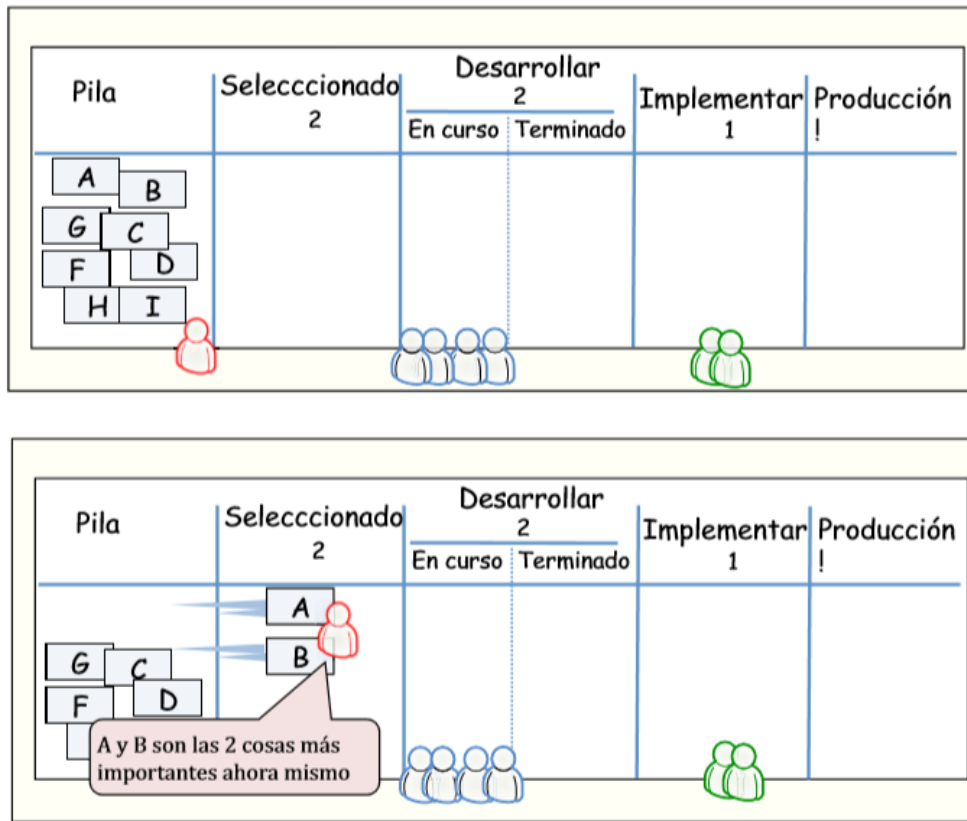 Pila
Selecccionado
2
Desarrollar
2
En curso
Terminado
Implementar
1
Producción
!
A
B
G
C
F
D
H
I
Pila
Selecccionado
2
Desarrollar
2
En curso
Terminado
Implementar
1
Producción
!
A
B
G
C
F
D
A y B son las 2 cosas más
importantes ahora mismo